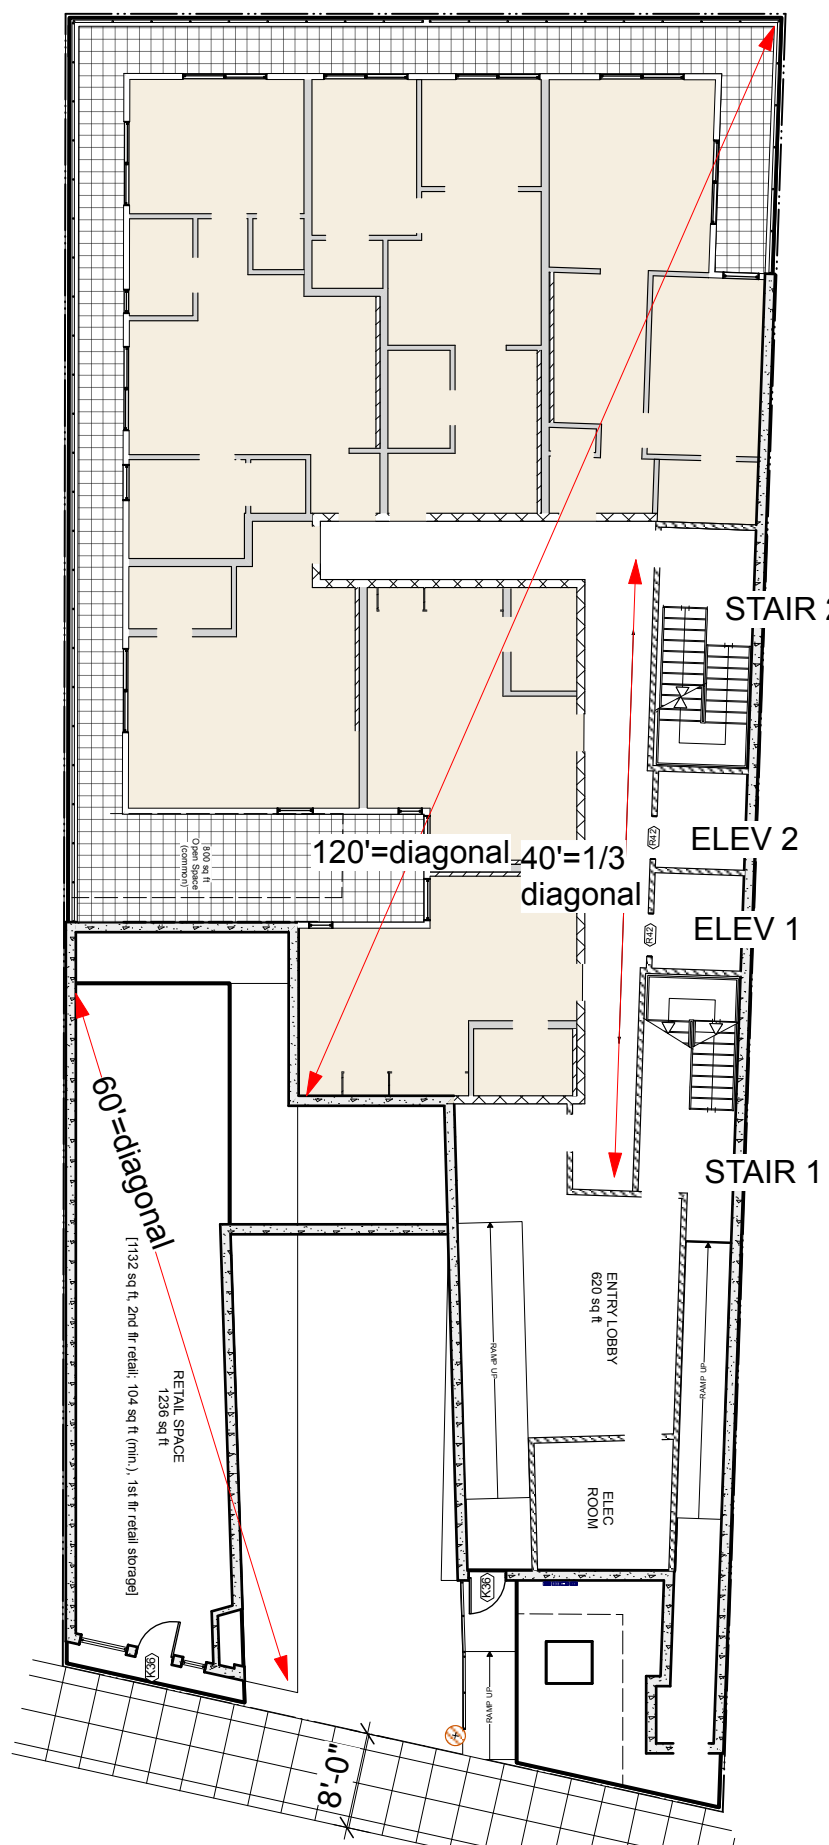 STAIR 2
800 sq ft
Open Space
(common)
R42
ELEV 2
120'=diagonal
40'=1/3
diagonal
R42
ELEV 1
60'=diagonal
STAIR 1
[1132 sq ft, 2nd flr retail; 104 sq ft (min.), 1st flr retail storage]
RETAIL SPACE
1236 sq ft
ENTRY LOBBY
620 sq ft
RAMP UP
RAMP UP
ELEC
ROOM
K36
K36
RAMP UP
8'-0"